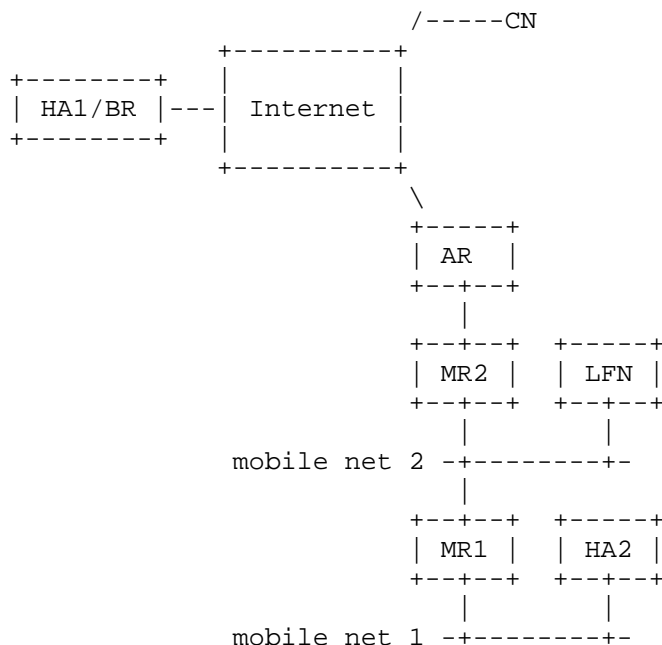 /-----CN
+----------+
+--------+ | |
| HA1/BR |---| Internet |
+--------+ | |
+----------+
\
+-----+
| AR |
+--+--+
|
+--+--+ +-----+
| MR2 | | LFN |
+--+--+ +--+--+
| |
mobile net 2 -+--------+-
|
+--+--+ +-----+
| MR1 | | HA2 |
+--+--+ +--+--+
| |
mobile net 1 -+--------+-